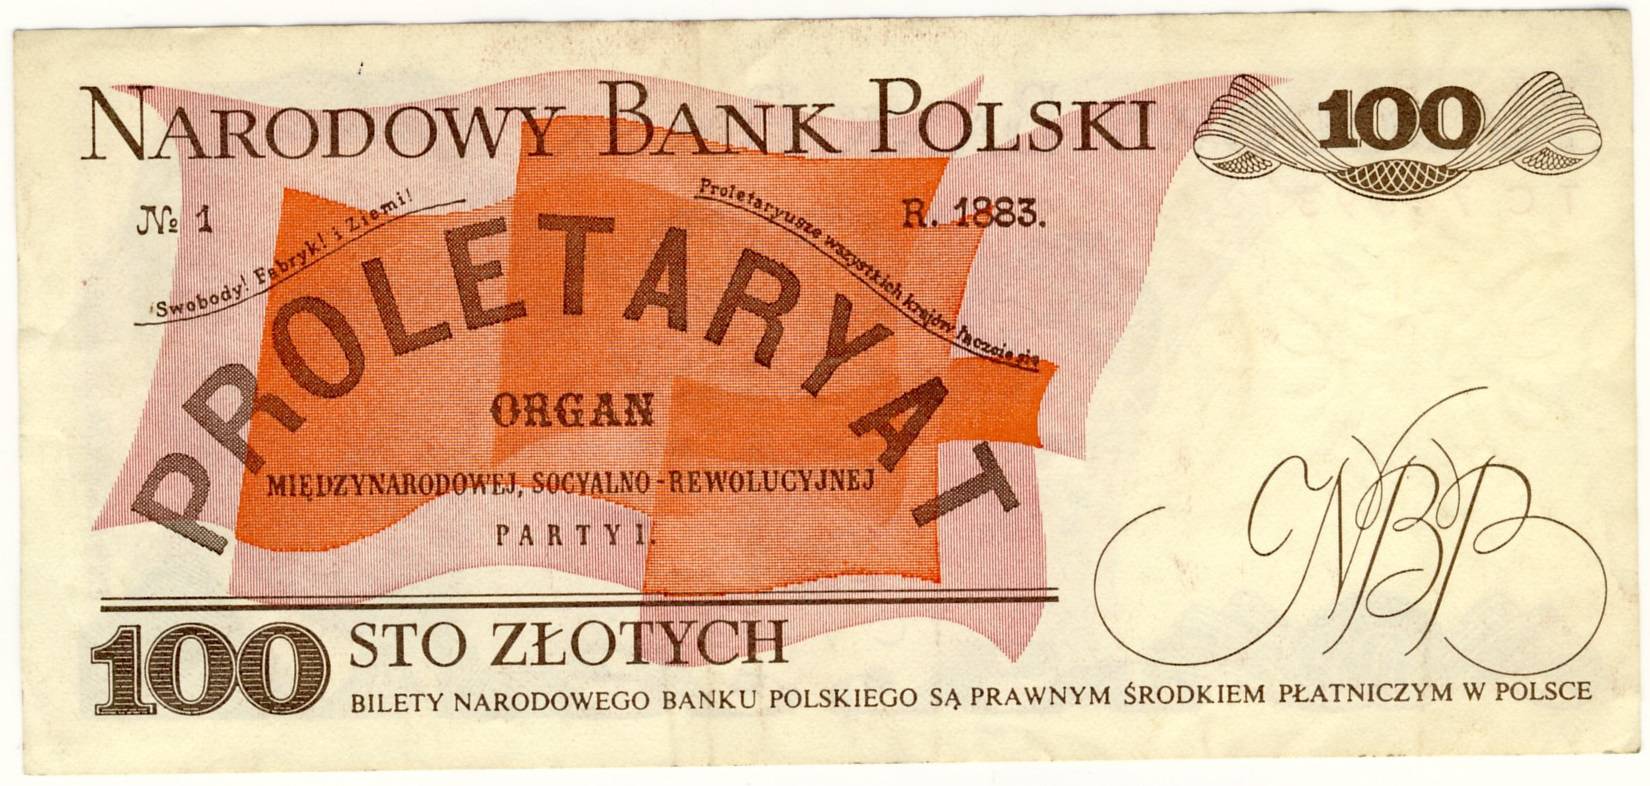 NARODOWY BANK POLSKI
100
№ 1
Swobody! Fabryk! i Ziemi!
Proletaryusze wszystkich krajów łączcie się
R. 1883.
PROLETARYAT
ORGAN
MIĘDZYNARODOWEJ, SOCYALNO-REWOLUCYJNEJ
PARTYI.
NBP
100
STO ZŁOTYCH
BILETY NARODOWEGO BANKU POLSKIEGO SĄ PRAWNYM ŚRODKIEM PŁATNICZYM W POLSCE